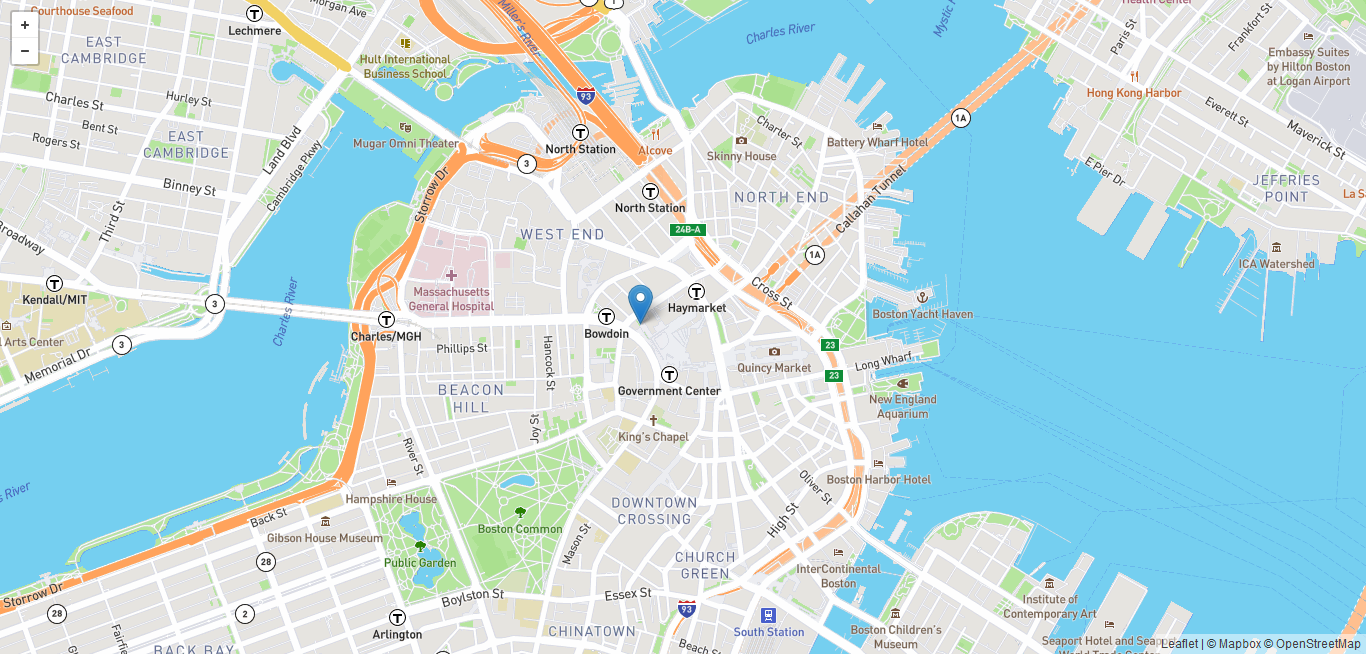 Courthouse Seafood
Morgan Ave
1
+
−
T
Lechmere
EAST
CAMBRIDGE
Hult International
Business School
Miller's River
Charles River
Mystic
Health Center
Paris St
Frankfort St
Embassy Suites
by Hilton Boston
at Logan Airport
Hong Kong Harbor
Everett St
Maverick St
93
Charles St
Hurley St
Bent St
Rogers St
EAST
CAMBRIDGE
Binney St
Land Blvd
Cambridge Pkwy
Mugar Omni Theater
T
North Station
3
Alcove
Skinny House
Charter St
Battery Wharf Hotel
1A
E Pier Dr
JEFFRIES
POINT
La S
Storrow Dr
T
North Station
NORTH END
Callahan Tunnel
Third St
Broadway
WEST END
24B-A
1A
ICA Watershed
T
Kendall/MIT
3
Charles River
Massachusetts
General Hospital
T
Haymarket
Cross St
Boston Yacht Haven
T
Charles/MGH
T
Bowdoin
l Arts Center
3
Memorial Dr
Phillips St
Hancock St
23
Quincy Market
Long Wharf
23
T
Government Center
BEACON
HILL
New England
Aquarium
Joy St
King's Chapel
River St
s River
Hampshire House
Boston Harbor Hotel
Oliver St
DOWNTOWN
CROSSING
Back St
Gibson House Museum
Boston Common
Mason St
High St
28
Public Garden
CHURCH
GREEN
InterContinental
Boston
Storrow Dr
Boylston St
Essex St
28
2
T
Arlington
93
South Station
Institute of
Contemporary Art
CHINATOWN
Boston Children's
Museum
Seaport Hotel and Seap
World Trade Center
Fairfi
BACK BAY
Beach St
Leaflet | © Mapbox © OpenStreetMap